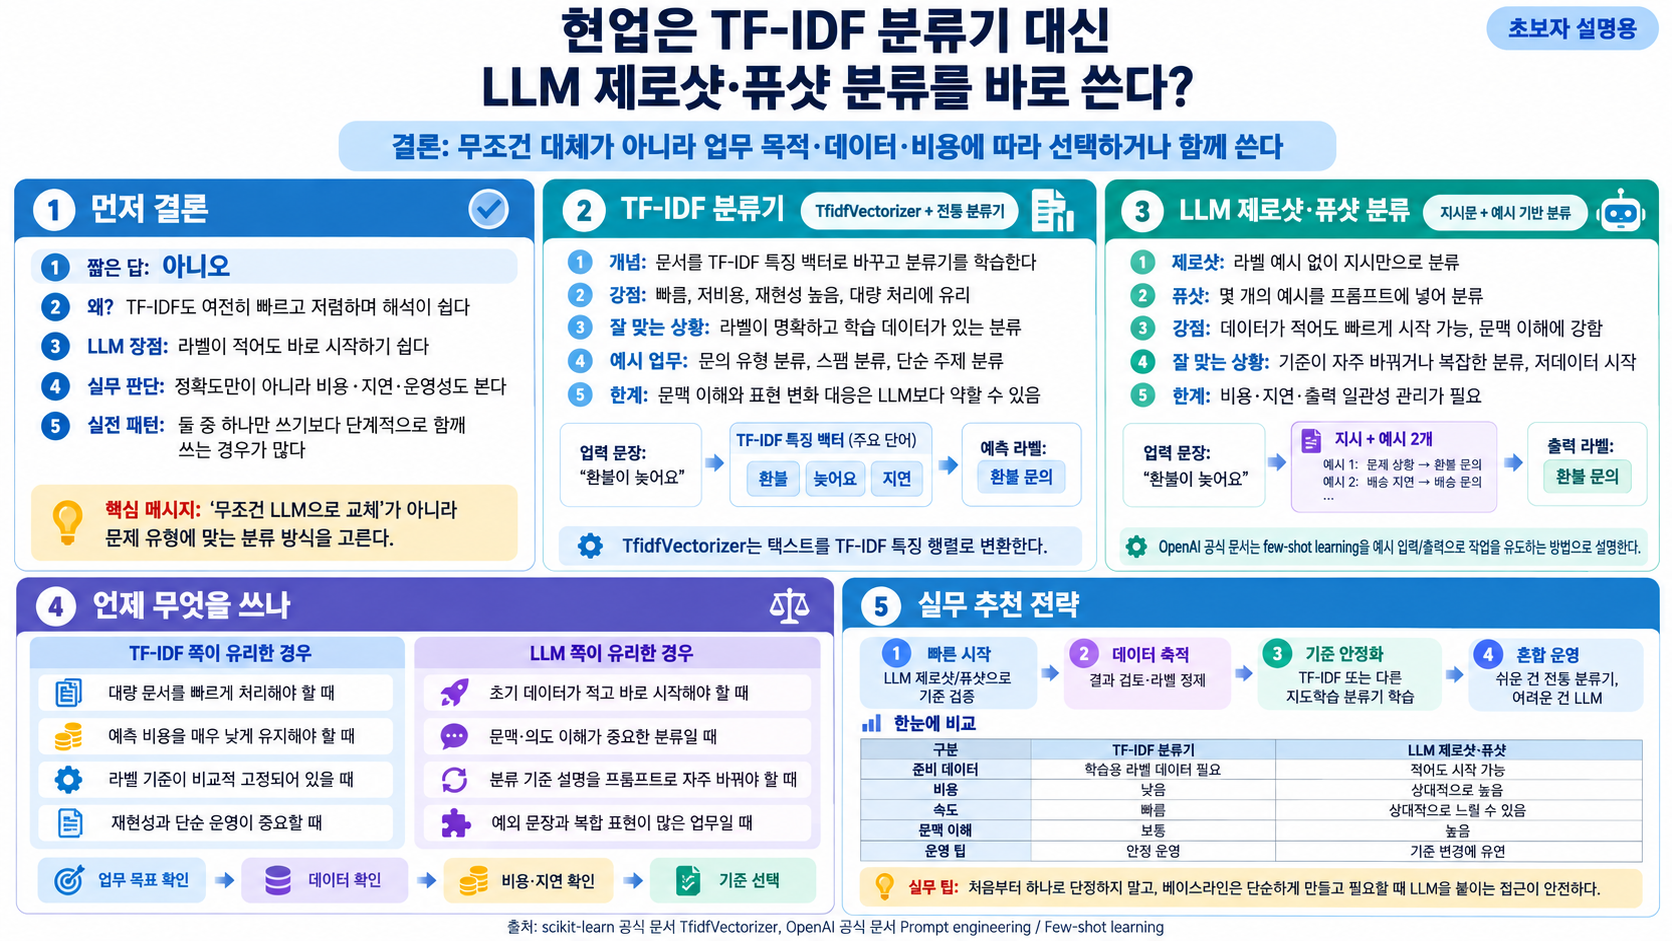 현업은 TF-IDF 분류기 대신
LLM 제로샷·퓨샷 분류를 바로 쓴다?
초보자 설명용
결론: 무조건 대체가 아니라 업무 목적·데이터·비용에 따라 선택하거나 함께 쓴다
1 먼저 결론
1 짧은 답: 아니오
2 왜? TF-IDF도 여전히 빠르고 저렴하며 해석이 쉽다
3 LLM 장점: 라벨이 적어도 바로 시작하기 쉽다
4 실무 판단: 정확도만이 아니라 비용·지연·운영성도 본다
5 실전 패턴: 둘 중 하나만 쓰기보다 단계적으로 함께
쓰는 경우가 많다
핵심 매시지: ‘무조건 LLM으로 교체’가 아니라
문제 유형에 맞는 분류 방식을 고른다.
2 TF-IDF 분류기 TfidfVectorizer + 전통 분류기
1 개념: 문서를 TF-IDF 특징 백터로 바꾸고 분류기를 학습한다
2 강점: 빠름, 저비용, 재현성 높음, 대량 처리에 유리
3 잘 맞는 상황: 라벨이 명확하고 학습 데이터가 있는 분류
4 예시 업무: 문의 유형 분류, 스팸 분류, 단순 주제 분류
5 한계: 문맥 이해와 표현 변화 대응은 LLM보다 약할 수 있음
업력 문장:
“환불이 늦어요”
TF-IDF 특징 백터 (주요 단어)
환불 늦어요 지연
예측 라벨:
환불 문의
TfidfVectorizer는 택스트를 TF-IDF 특징 행렬로 변환한다.
3 LLM 제로샷·퓨샷 분류 지시문 + 예시 기반 분류
1 제로샷: 라벨 예시 없이 지시만으로 분류
2 퓨샷: 몇 개의 예시를 프롬프트에 넣어 분류
3 강점: 데이터가 적어도 빠르게 시작 가능, 문맥 이해에 강함
4 잘 맞는 상황: 기준이 자주 바꿔거나 복잡한 분류, 저데이터 시작
5 한계: 비용·지연·출력 일관성 관리가 필요
업력 문장:
“환불이 늦어요”
지시 + 예시 2개
예시 1: 문제 상황 → 환볼 문의
예시 2: 배송 지연 → 배송 문의
...
출력 라벨:
환불 문의
OpenAI 공식 문서는 few-shot learning을 예시 입력/출력으로 작업을 유도하는 방법으로 설명한다.
4 언제 무엇을 쓰나
TF-IDF 쪽이 유리한 경우
대량 문서를 빠르게 처리해야 할 때
예측 비용을 매우 낮게 유지해야 할 때
라벨 기준이 비교적 고정되어 있을 때
재현성과 단순 운영이 중요할 때
LLM 쪽이 유리한 경우
초기 데이터가 적고 바로 시작해야 할 때
문맥·의도 이해가 중요한 분류일 때
분류 기준 설명을 프롬프트로 자주 바꿔야 할 때
예외 문장과 복합 표현이 많은 업무일 때
업무 목표 확인 데이터 확인 비용·지연 확인 기준 선택
5 실무 추천 전략
1 빠른 시작
LLM 제로샷/퓨샷으로
기준 검증
2 데이터 축적
결과 검토·라벨 정제
3 기준 안정화
TF-IDF 또는 다른
지도학습 분류기 학습
4 혼합 운영
쉬운 건 전통 분류기,
어려운 건 LLM
한눈에 비교
구분 TF-IDF 분류기 LLM 제로샷·퓨샷
준비 데이터 학습용 라벨 데이터 필요 적어도 시작 가능
비용 낮음 상대적으로 높음
속도 빠름 상대작으로 느릴 수 있음
문맥 이해 보통 높음
운영 팁 안정 운영 기준 변경에 유연
실무 팁: 처음부터 하나로 단정하지 말고, 베이스라인은 단순하게 만들고 필요할 때 LLM을 붙이는 접근이 안전하다.
출처: scikit-learn 공식 문서 TfidfVectorizer, OpenAI 공식 문서 Prompt engineering / Few-shot learning